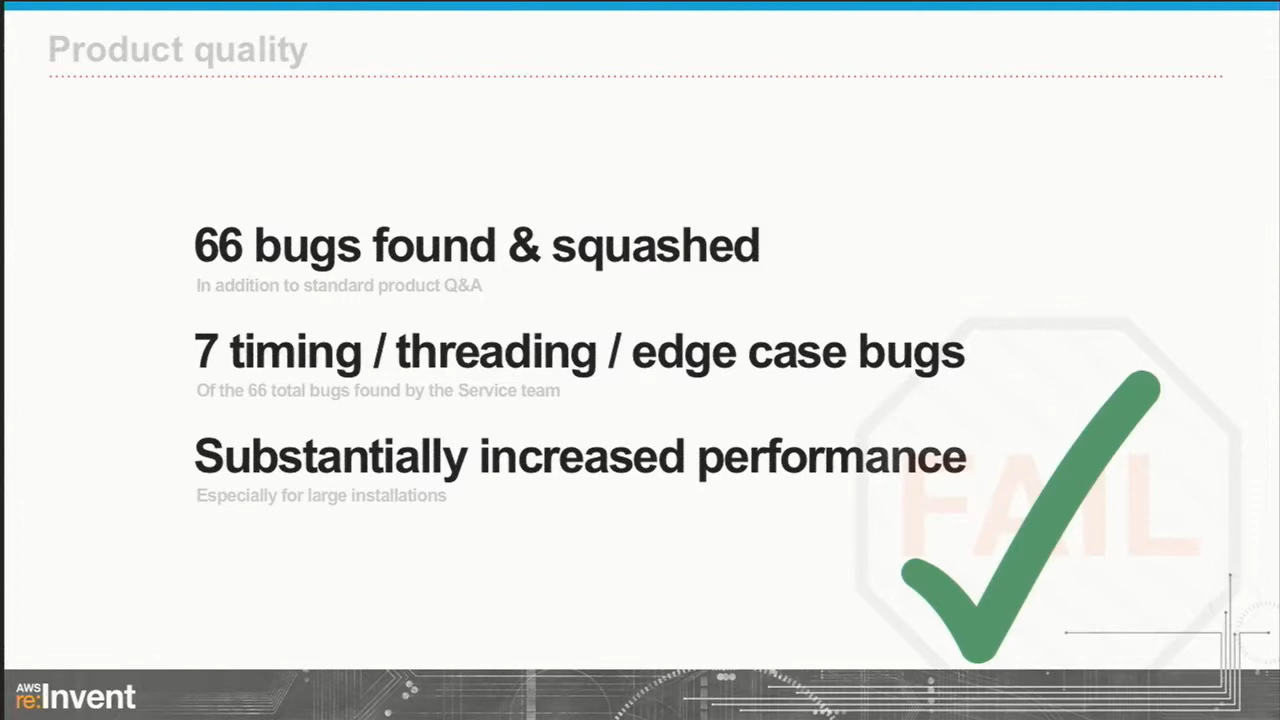 Product quality
66 bugs found & squashed
In addition to standard product Q&A
7 timing / threading / edge case bugs
Of the 66 total bugs found by the Service team
Substantially increased performance
Especially for large installations
FAIL
AWS
re:Invent